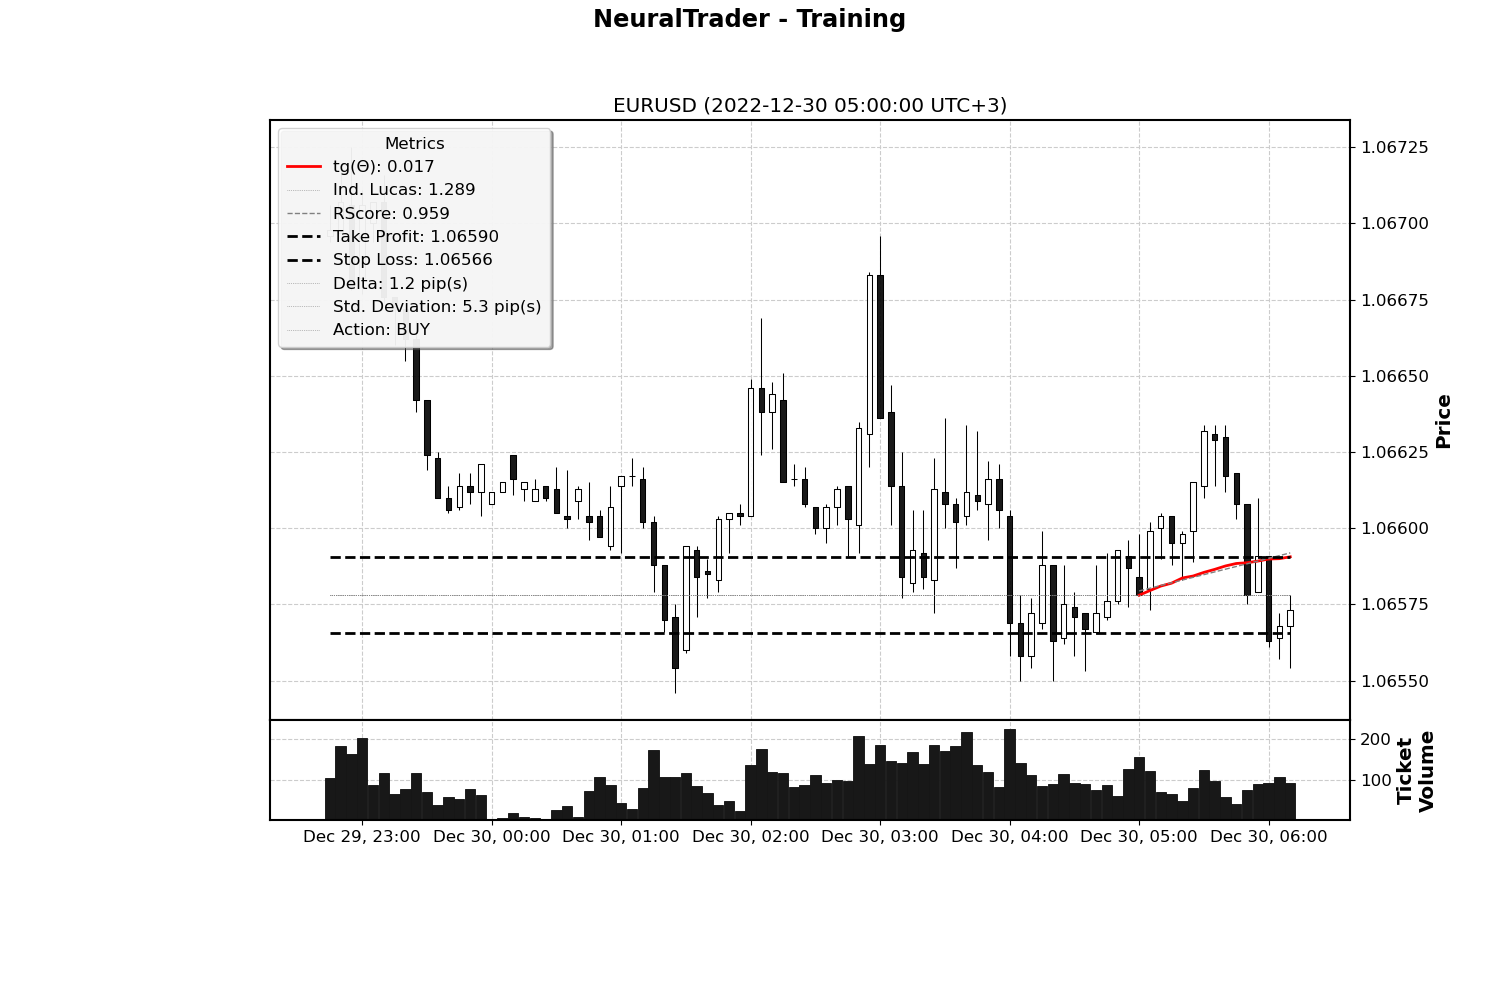 NeuralTrader - Training
EURUSD (2022-12-30 05:00:00 UTC+3)
Metrics
tg(Θ): 0.017
Ind. Lucas: 1.289
RScore: 0.959
Take Profit: 1.06590
Stop Loss: 1.06566
Delta: 1.2 pip(s)
Std. Deviation: 5.3 pip(s)
Action: BUY
1.06725
1.06700
1.06675
1.06650
1.06625
1.06600
1.06575
1.06550
Price
200
100
Ticket
Volume
Dec 29, 23:00
Dec 30, 00:00
Dec 30, 01:00
Dec 30, 02:00
Dec 30, 03:00
Dec 30, 04:00
Dec 30, 05:00
Dec 30, 06:00